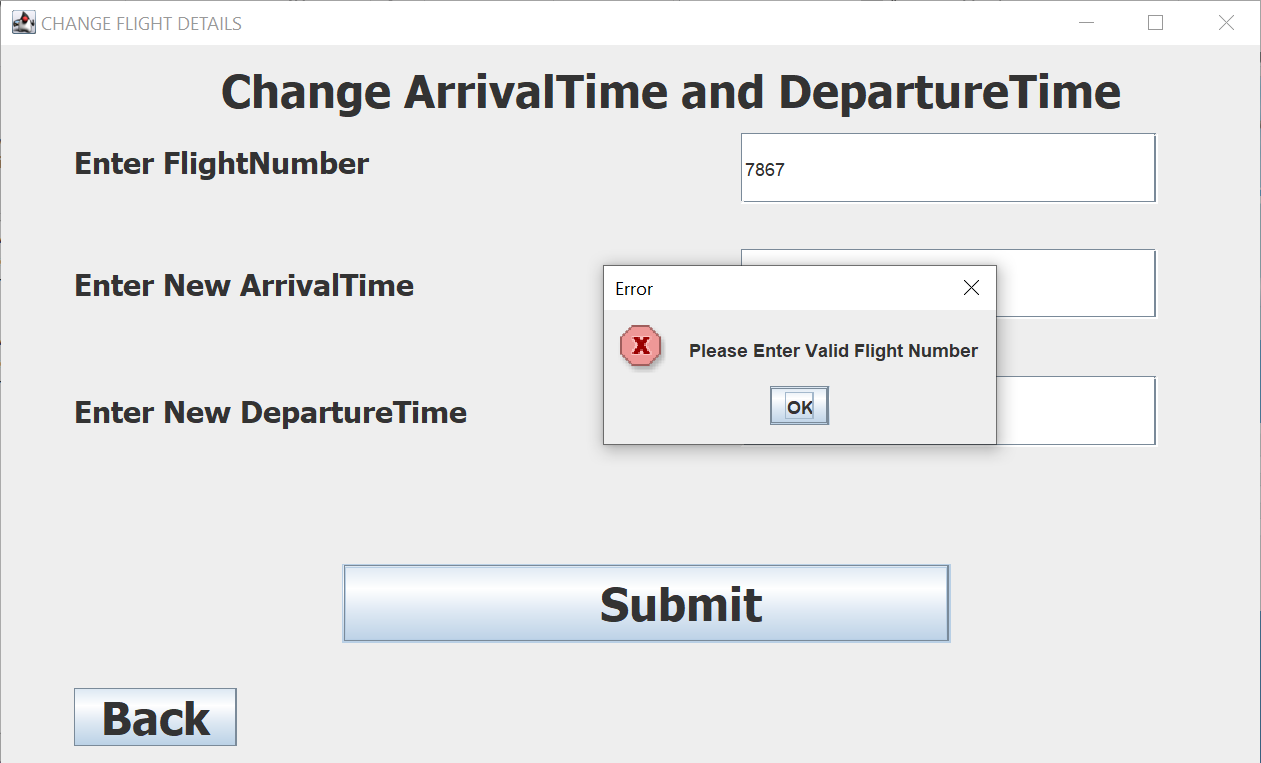 CHANGE FLIGHT DETAILS
Change ArrivalTime and DepartureTime
Enter FlightNumber
7867
Enter New ArrivalTime
Error
X
Please Enter Valid Flight Number
OK
Enter New DepartureTime
Submit
Back